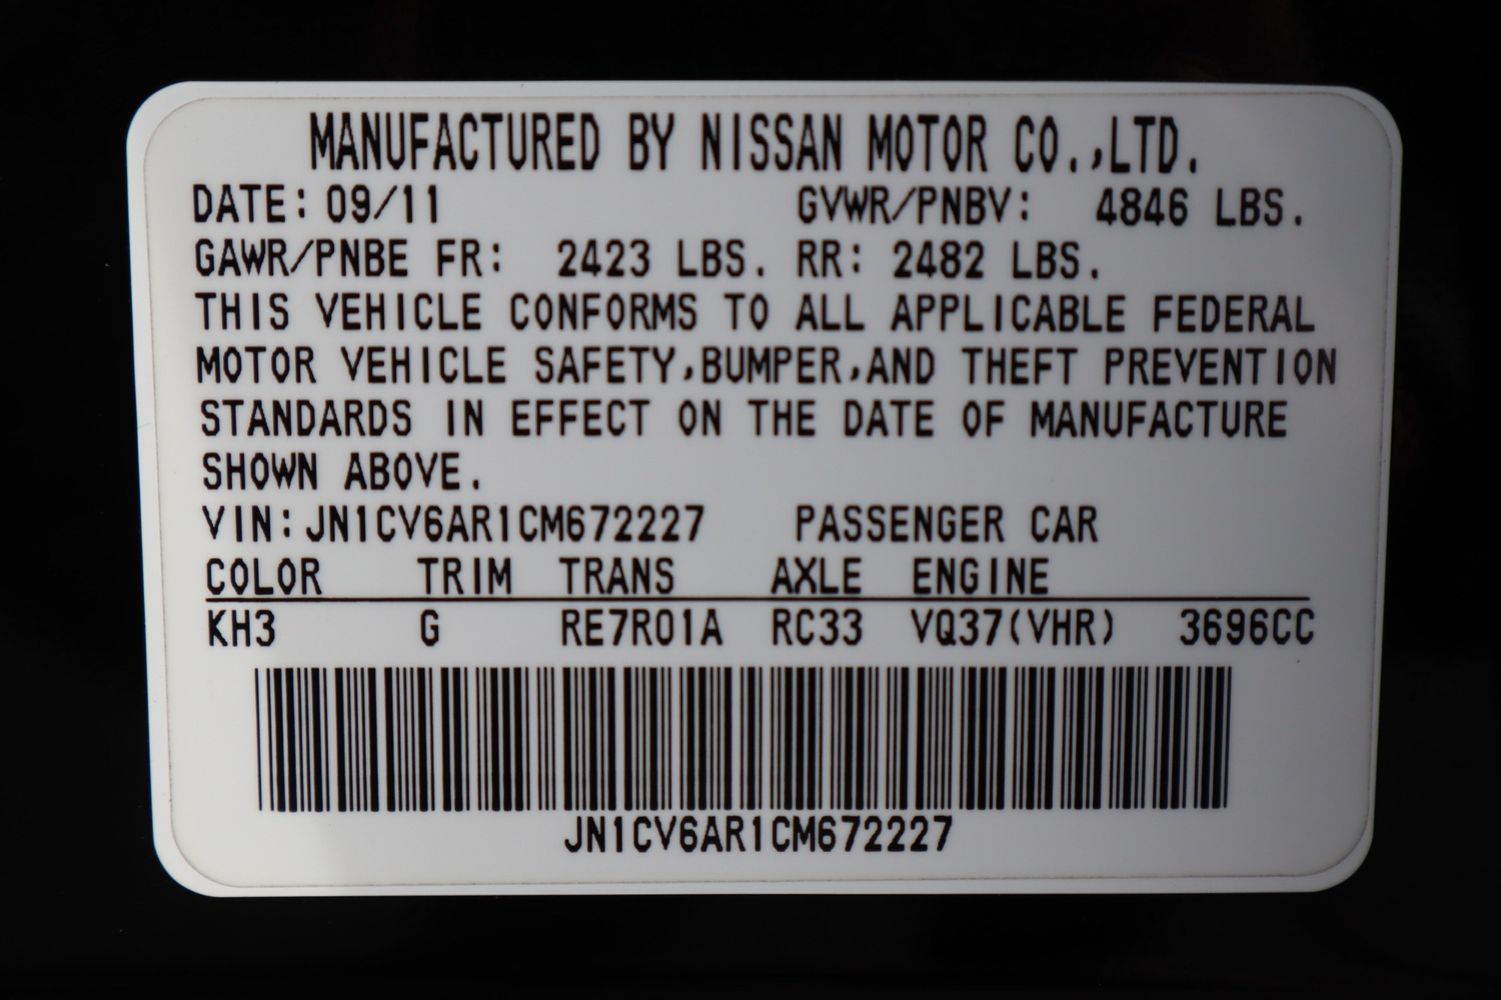 MANUFACTURED BY NISSAN MOTOR CO.,LTD.
DATE: 09/11 GVWR/PNBV: 4846 LBS.
GAWR/PNBE FR: 2423 LBS. RR: 2482 LBS.
THIS VEHICLE CONFORMS TO ALL APPLICABLE FEDERAL
MOTOR VEHICLE SAFETY,BUMPER,AND THEFT PREVENTION
STANDARDS IN EFFECT ON THE DATE OF MANUFACTURE
SHOWN ABOVE.
VIN:JN1CV6AR1CM672227 PASSENGER CAR
COLOR TRIM TRANS AXLE ENGINE
KH3 G RE7R01A RC33 VQ37(VHR) 3696CC
JN1CV6AR1CM672227